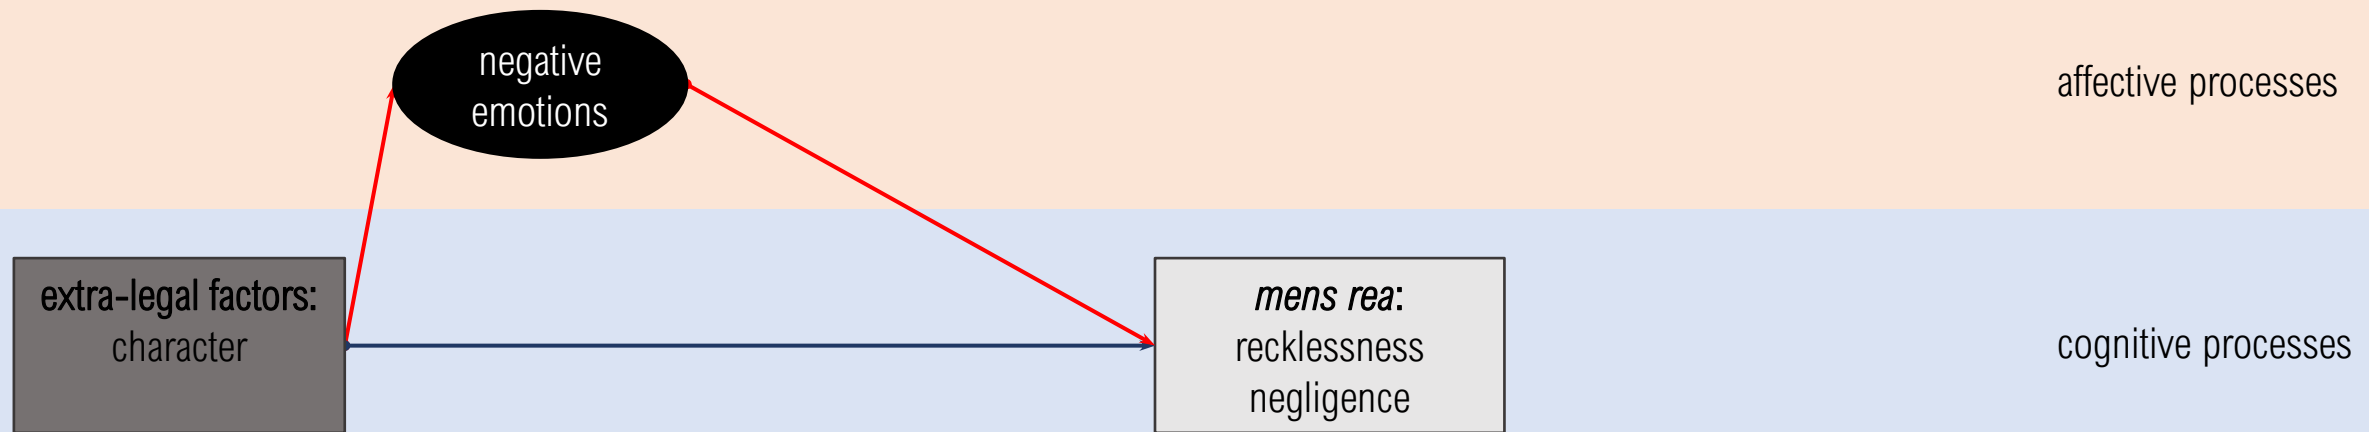 negative
emotions
affective processes
extra-legal factors:
character
mens rea:
recklessness
negligence
cognitive processes